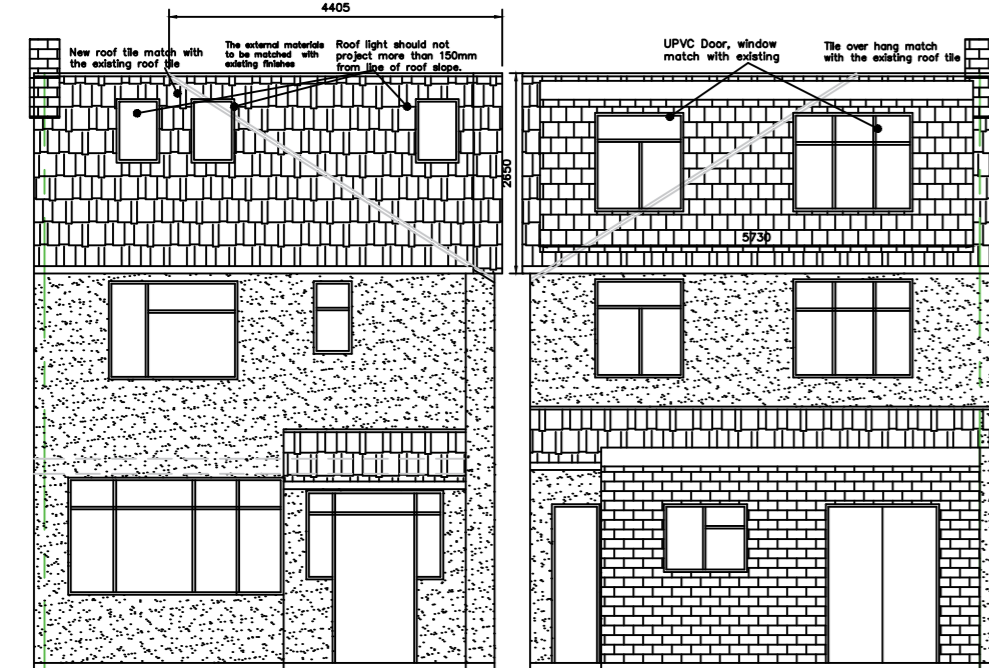 4405
New roof tile match with
the existing roof tile
The external materials
to be matched with
existing finishes
Roof light should not
project more than 150mm
from line of roof slope.
UPVC Door, window
match with existing
Tile over hang match
with the existing roof tile
2650
5730